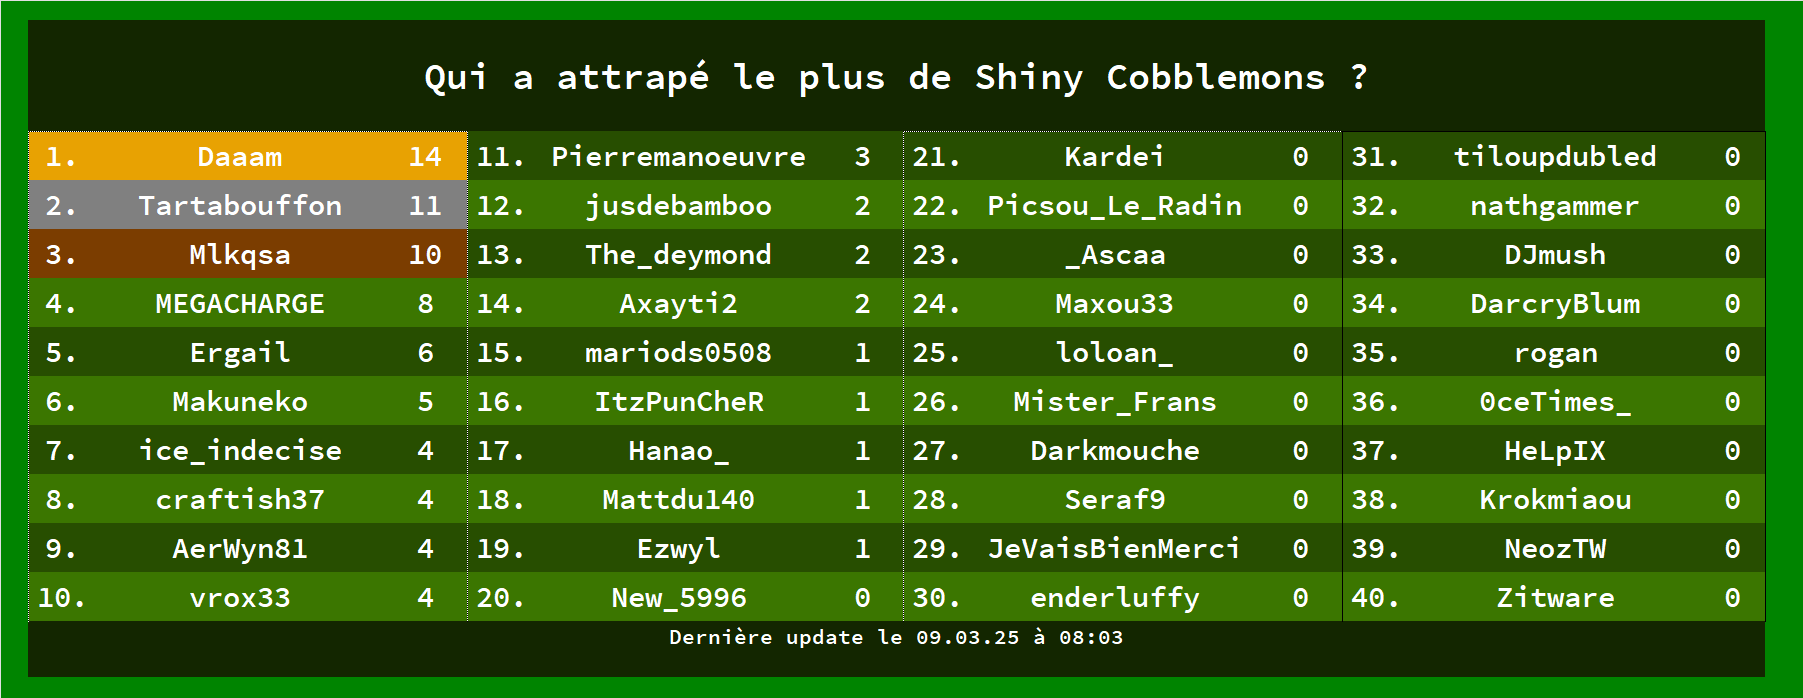 Qui a attrapé le plus de Shiny Cobblemons ?
1. Daaam 14
2. Tartabouffon 11
3. Mlkqsa 10
4. MEGACHARGE 8
5. Ergail 6
6. Makuneko 5
7. ice_indecise 4
8. craftish37 4
9. AerWyn81 4
10. vrox33 4
11. Pierremanoeuvre 3
12. jusdebamboo 2
13. The_deymond 2
14. Axayti2 2
15. mariods0508 1
16. ItzPunCheR 1
17. Hanao_ 1
18. Mattdu140 1
19. Ezwyl 1
20. New_5996 0
21. Kardei 0
22. Picsou_Le_Radin 0
23. _Ascaa 0
24. Maxou33 0
25. loloan_ 0
26. Mister_Frans 0
27. Darkmouche 0
28. Seraf9 0
29. JeVaisBienMerci 0
30. enderluffy 0
31. tiloupdubled 0
32. nathgammer 0
33. DJmush 0
34. DarcryBlum 0
35. rogan 0
36. 0ceTimes_ 0
37. HeLpIX 0
38. Krokmiaou 0
39. NeozTW 0
40. Zitware 0
Dernière update le 09.03.25 à 08:03